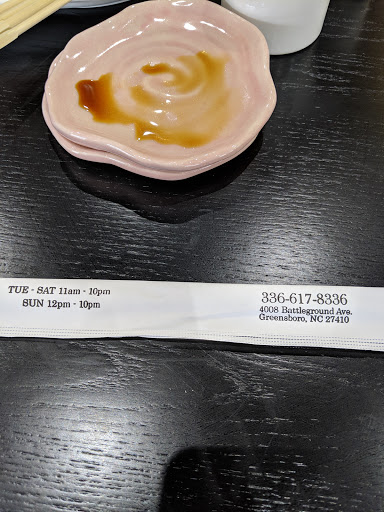 TUE - SAT 11am - 10pm
SUN 12pm - 10pm
336-617-8336
4008 Battleground Ave.
Greensboro, NC 27410